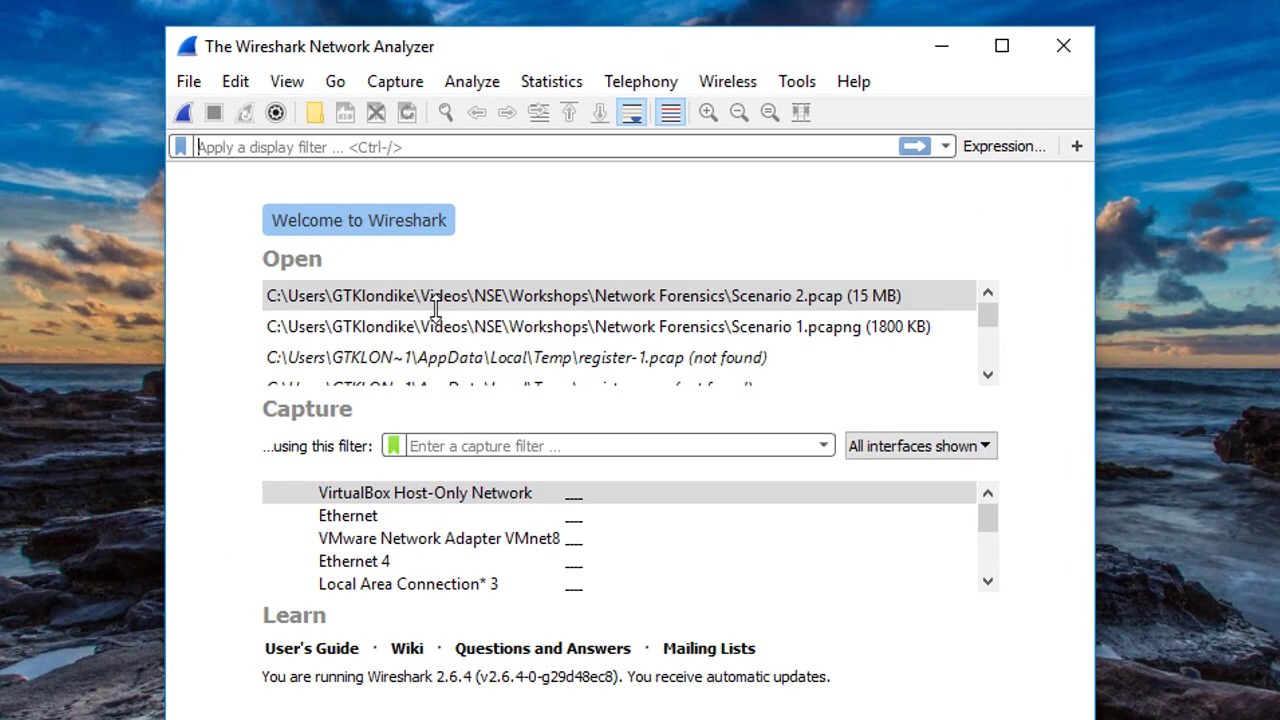 The Wireshark Network Analyzer
File Edit View Go Capture Analyze Statistics Telephony Wireless Tools Help
Apply a display filter ... <Ctrl-/> Expression... +
Welcome to Wireshark
Open
C:\Users\GTKlondike\Videos\NSE\Workshops\Network Forensics\Scenario 2.pcap (15 MB)
C:\Users\GTKlondike\Videos\NSE\Workshops\Network Forensics\Scenario 1.pcapng (1800 KB)
C:\Users\GTKLON~1\AppData\Local\Temp\register-1.pcap (not found)
Capture
...using this filter: Enter a capture filter ... All interfaces shown
VirtualBox Host-Only Network
Ethernet
VMware Network Adapter VMnet8
Ethernet 4
Local Area Connection* 3
Learn
User's Guide · Wiki · Questions and Answers · Mailing Lists
You are running Wireshark 2.6.4 (v2.6.4-0-g29d48ec8). You receive automatic updates.